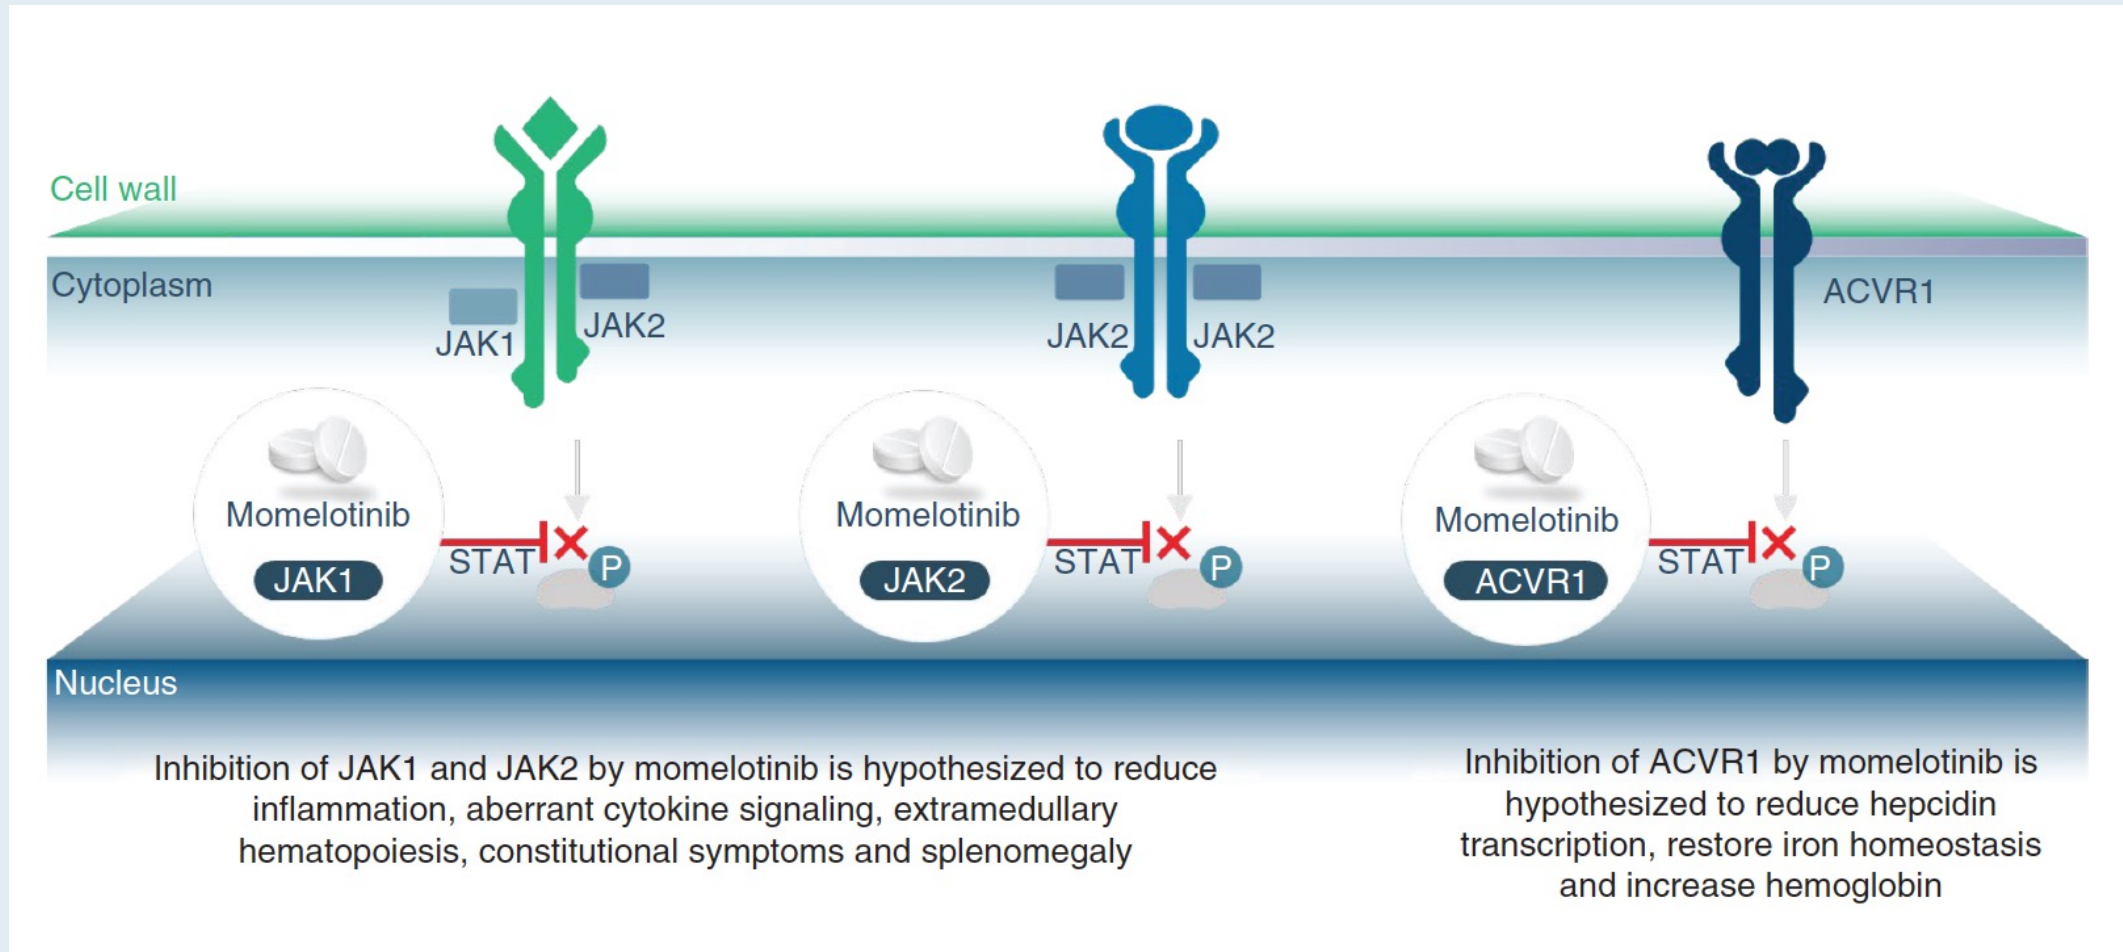 Cell wall
Cytoplasm
JAK1
JAK2
JAK2
JAK2
ACVR1
Momelotinib
JAK1
STAT
P
Momelotinib
JAK2
STAT
P
Momelotinib
ACVR1
STAT
P
Nucleus
Inhibition of JAK1 and JAK2 by momelotinib is hypothesized to reduce
inflammation, aberrant cytokine signaling, extramedullary
hematopoiesis, constitutional symptoms and splenomegaly
Inhibition of ACVR1 by momelotinib is
hypothesized to reduce hepcidin
transcription, restore iron homeostasis
and increase hemoglobin